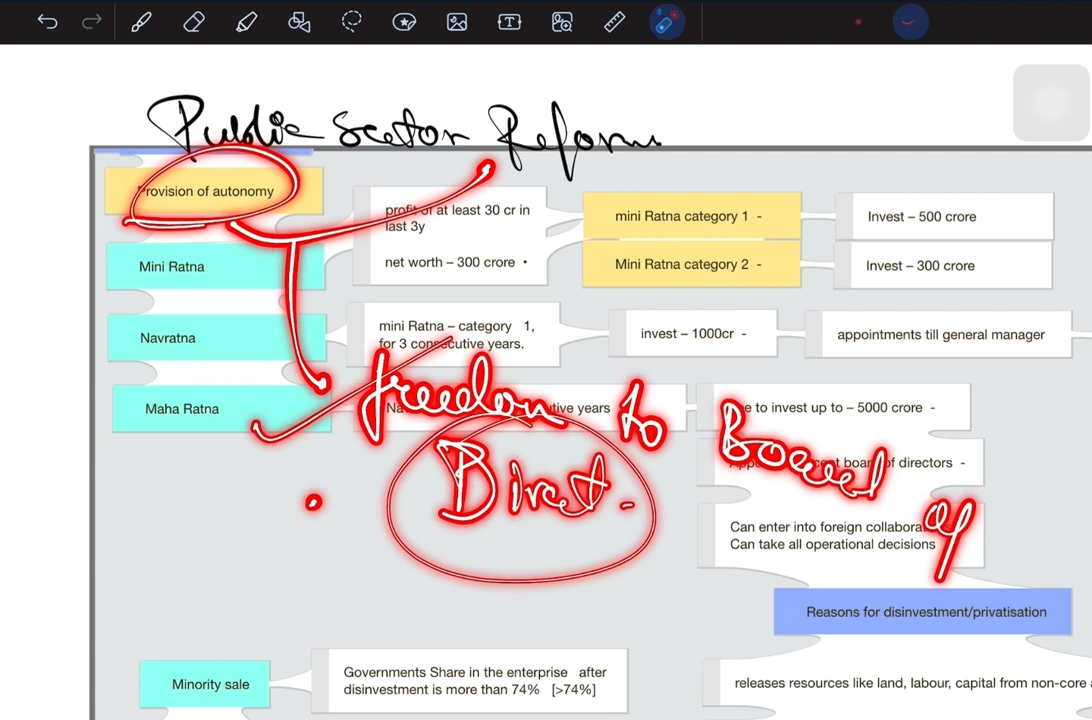 Public Sector Reform
Provision of autonomy
profit of at least 30 cr in
last 3y
net worth – 300 crore •
mini Ratna category 1 -
Invest – 500 crore
Mini Ratna
Mini Ratna category 2 -
Invest – 300 crore
Navratna
mini Ratna – category 1,
for 3 consecutive years.
invest – 1000cr -
appointments till general manager
Maha Ratna
utive years
e to invest up to – 5000 crore -
freedom to Board of
Direct.
board of directors -
Can enter into foreign collabora
Can take all operational decisions
Reasons for disinvestment/privatisation
Minority sale
Governments Share in the enterprise after
disinvestment is more than 74% [>74%]
releases resources like land, labour, capital from non-core